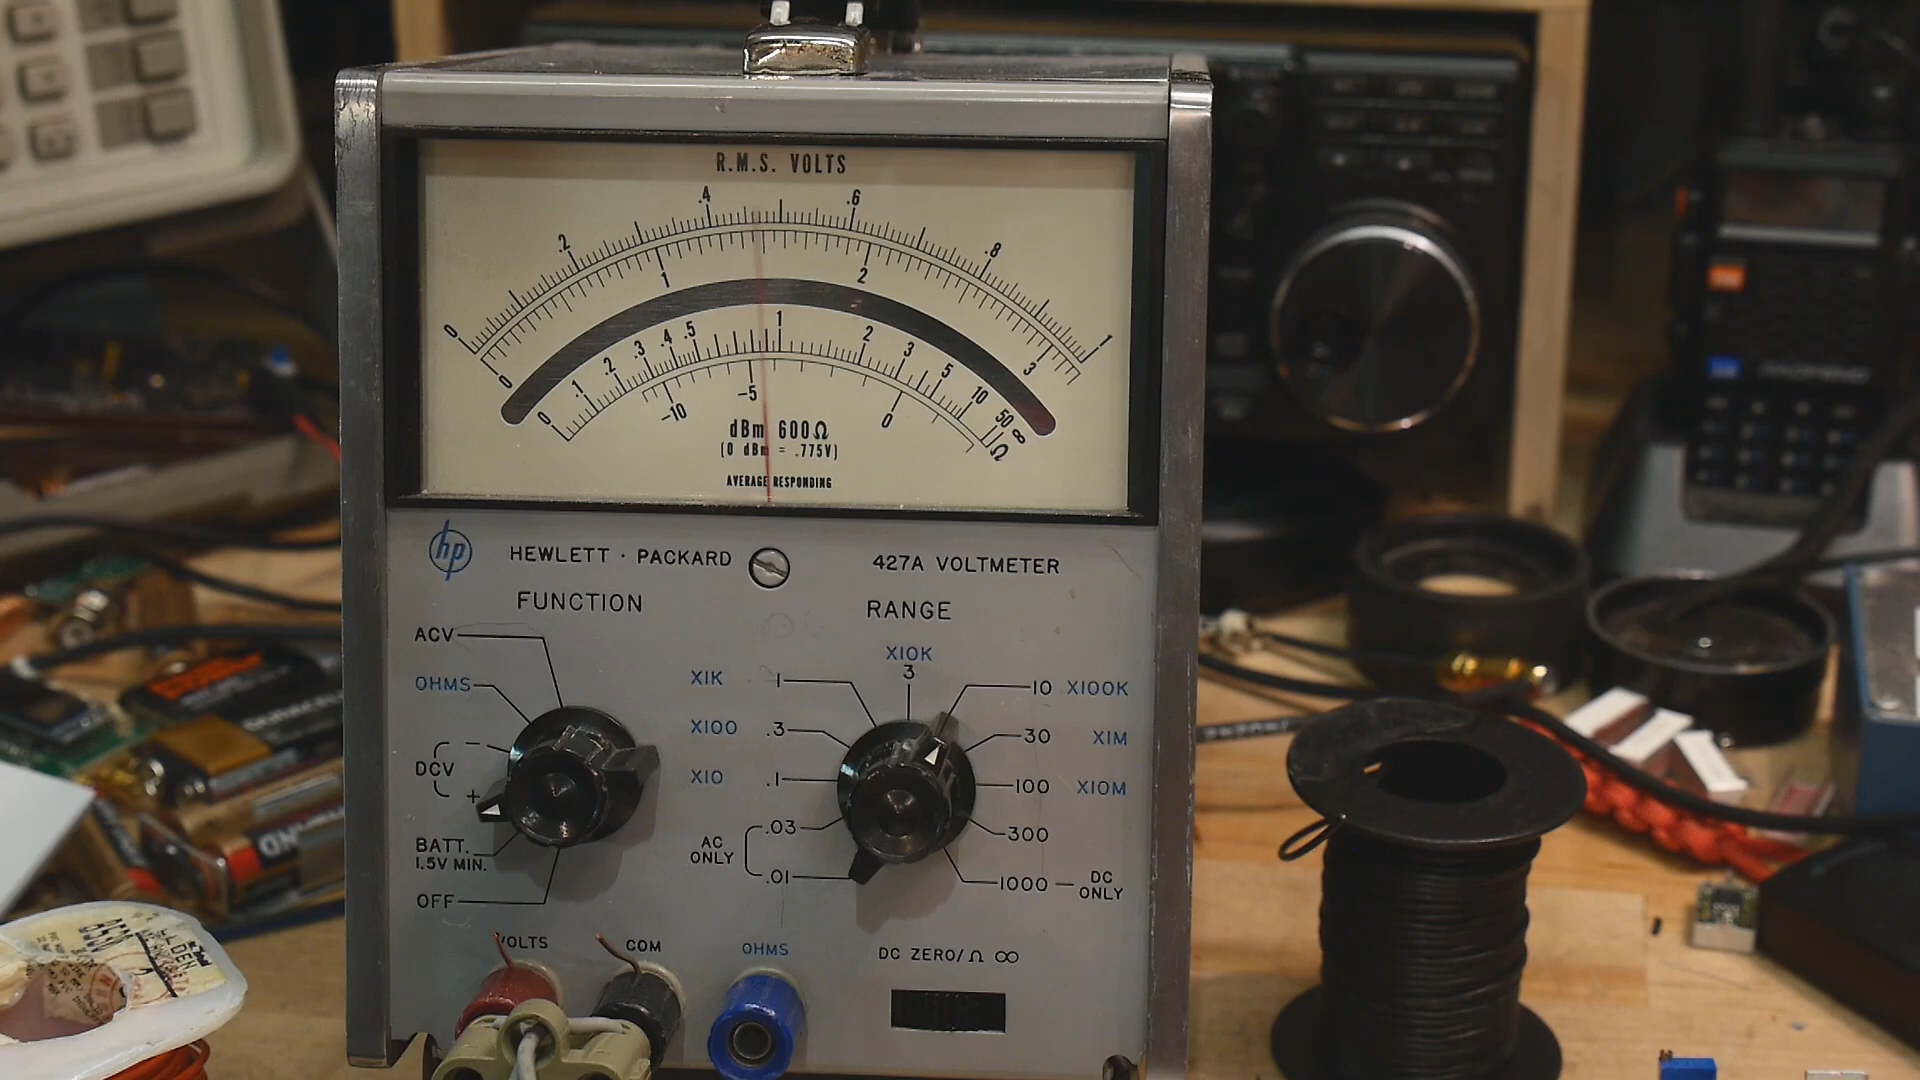 R.M.S. VOLTS
0 .2 .4 .6 .8 1
0 1 2 3
0 .1 .2 .3 .4 .5 1 2 3 5 10 50 ∞ Ω
-10 -5 0
dBm 600Ω
(0 dBm = .775V)
AVERAGE RESPONDING
hp HEWLETT · PACKARD 427A VOLTMETER
FUNCTION
ACV
OHMS
DCV
-
+
BATT.
1.5V MIN.
OFF
RANGE
X10K
3
X1K 1
X100 .3
X10 .1
AC ONLY
.03
.01
10 X100K
30 X1M
100 X10M
300
1000 DC ONLY
VOLTS COM OHMS DC ZERO/Ω ∞